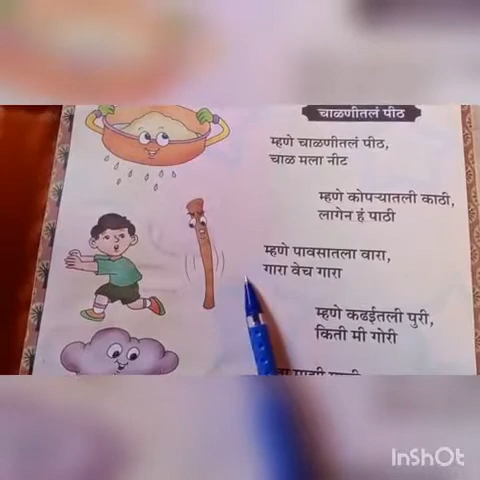 चाळणीतलं पीठ
म्हणे चाळणीतलं पीठ,
चाळ मला नीट
म्हणे कोपऱ्यातली काठी,
लागेन हं पाठी
म्हणे पावसातला वारा,
गारा वेच गारा
म्हणे कढईतली पुरी,
किती मी गोरी
InShOt